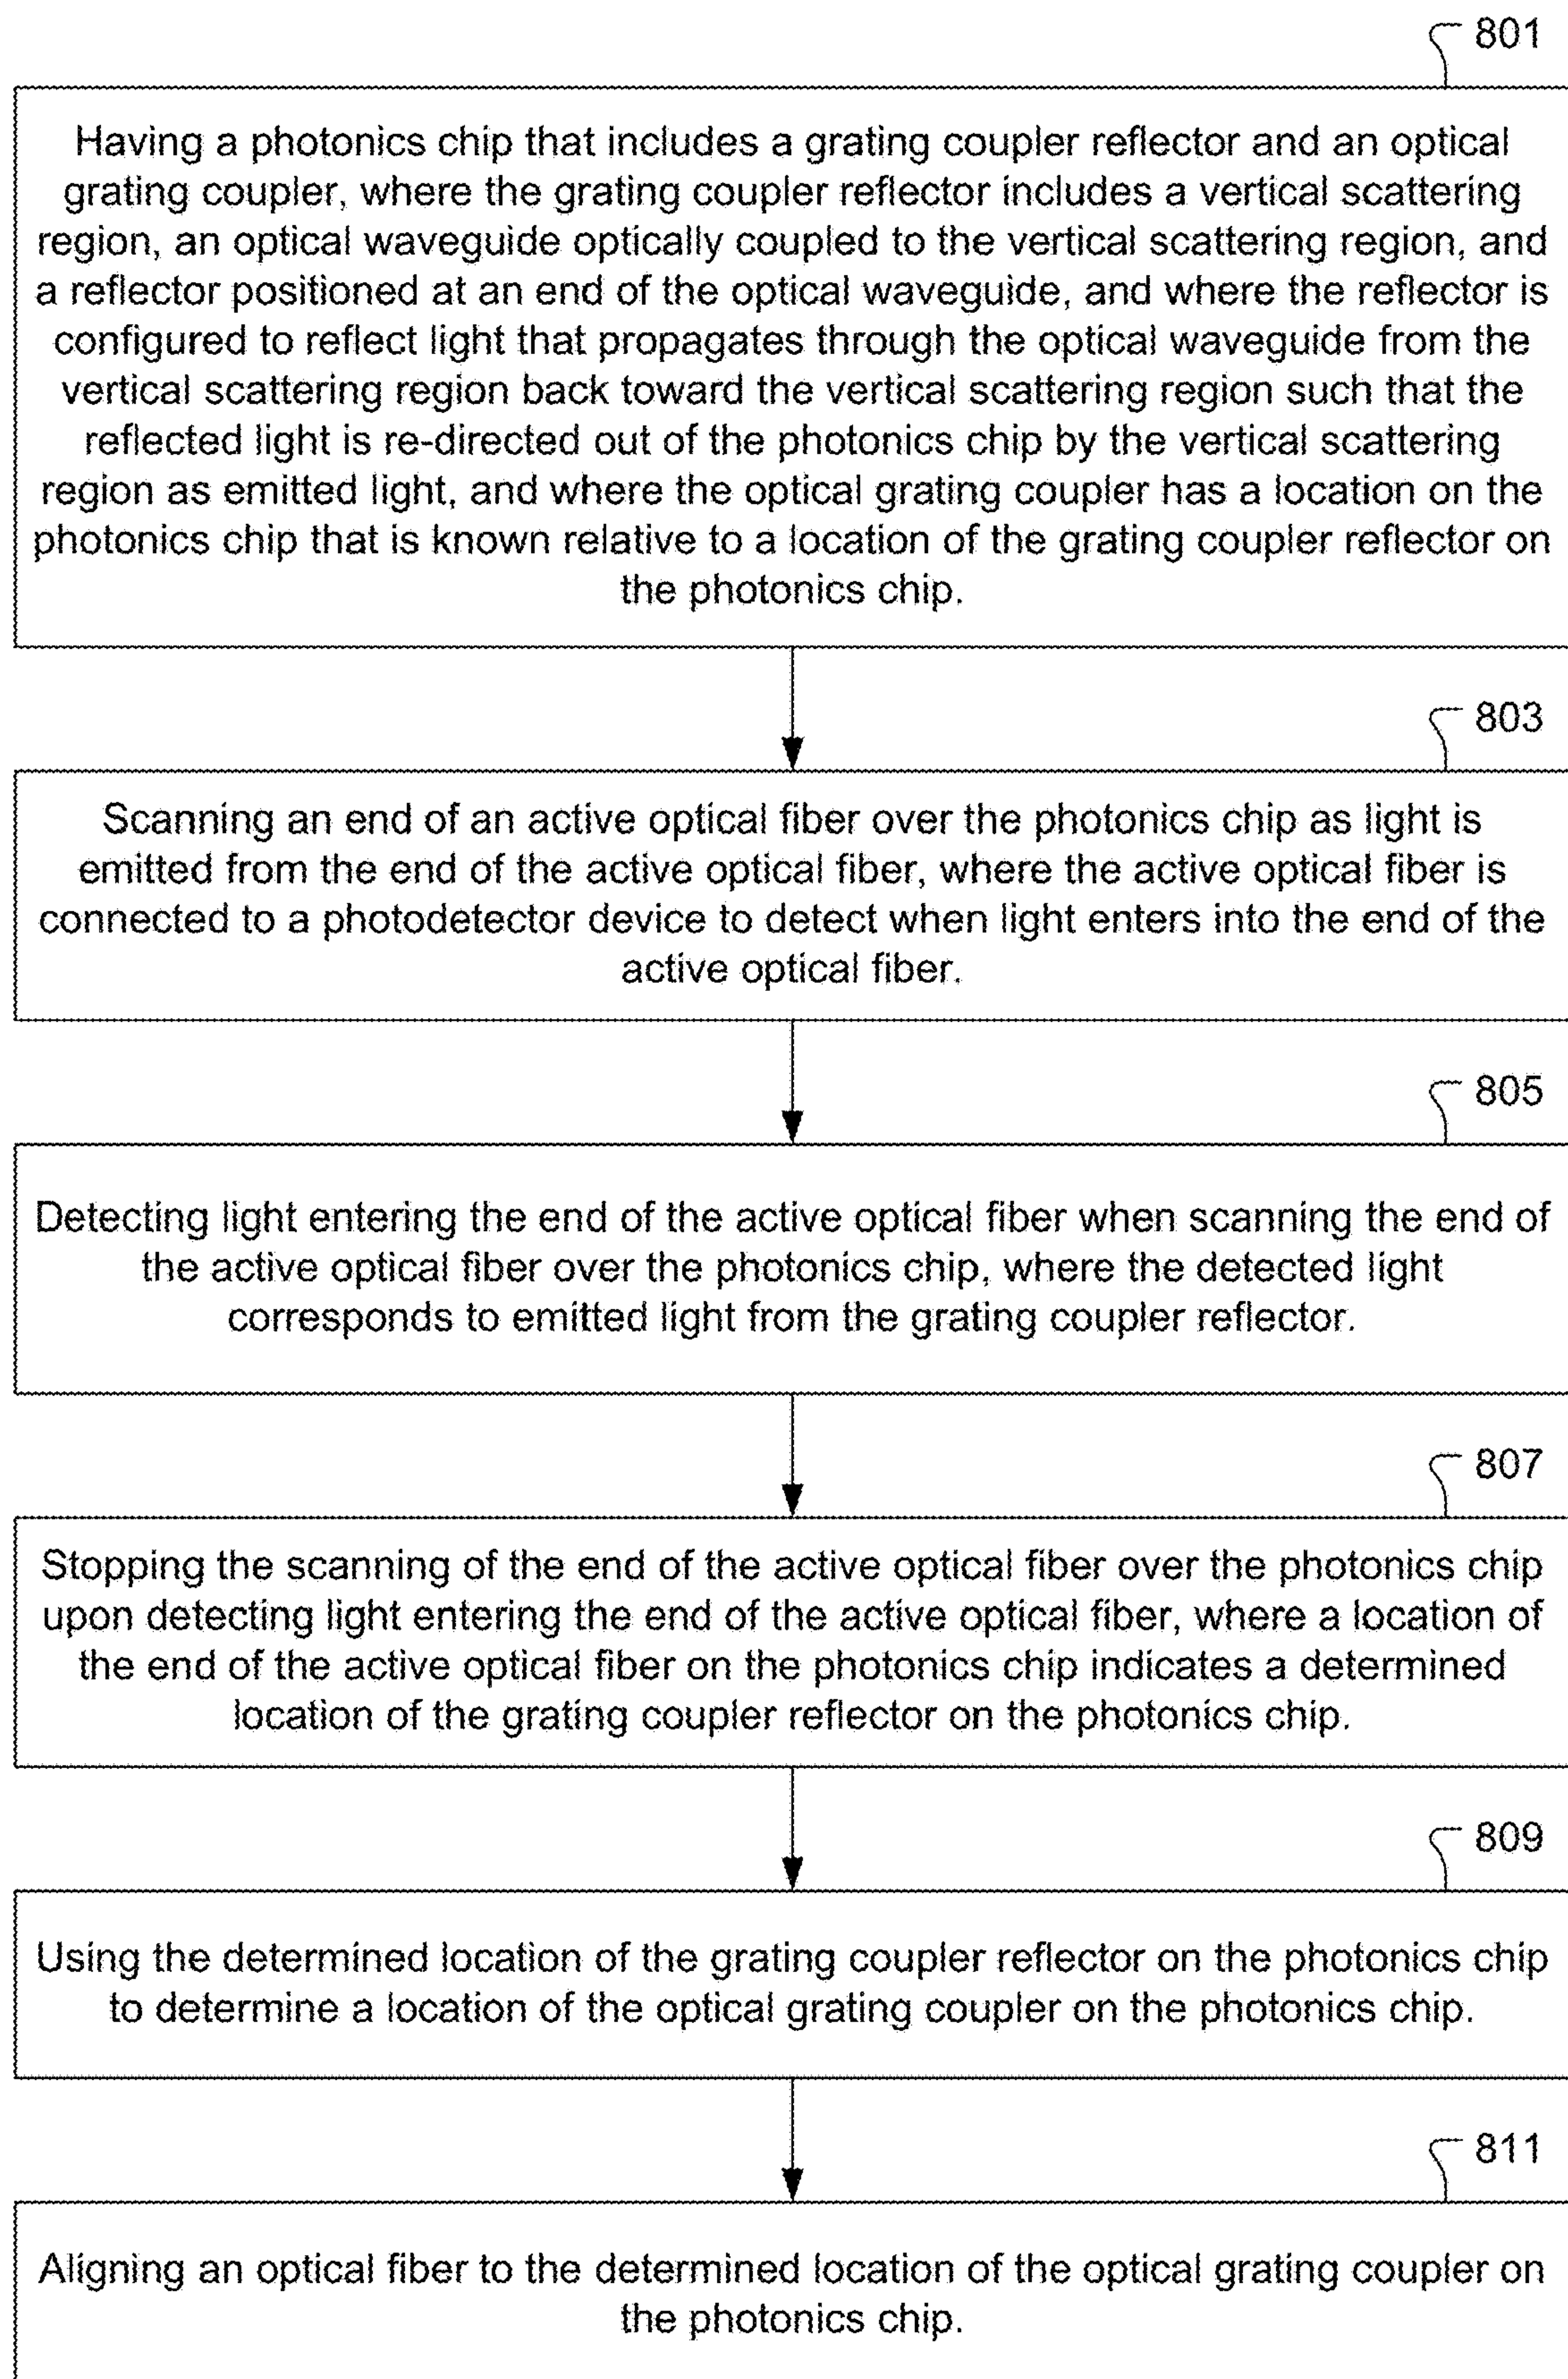 801
Having a photonics chip that includes a grating coupler reflector and an optical
grating coupler, where the grating coupler reflector includes a vertical scattering
region, an optical waveguide optically coupled to the vertical scattering region, and
a reflector positioned at an end of the optical waveguide, and where the reflector is
configured to reflect light that propagates through the optical waveguide from the
vertical scattering region back toward the vertical scattering region such that the
reflected light is re-directed out of the photonics chip by the vertical scattering
region as emitted light, and where the optical grating coupler has a location on the
photonics chip that is known relative to a location of the grating coupler reflector on
the photonics chip.
803
Scanning an end of an active optical fiber over the photonics chip as light is
emitted from the end of the active optical fiber, where the active optical fiber is
connected to a photodetector device to detect when light enters into the end of the
active optical fiber.
805
Detecting light entering the end of the active optical fiber when scanning the end of
the active optical fiber over the photonics chip, where the detected light
corresponds to emitted light from the grating coupler reflector.
807
Stopping the scanning of the end of the active optical fiber over the photonics chip
upon detecting light entering the end of the active optical fiber, where a location of
the end of the active optical fiber on the photonics chip indicates a determined
location of the grating coupler reflector on the photonics chip.
809
Using the determined location of the grating coupler reflector on the photonics chip
to determine a location of the optical grating coupler on the photonics chip.
811
Aligning an optical fiber to the determined location of the optical grating coupler on
the photonics chip.